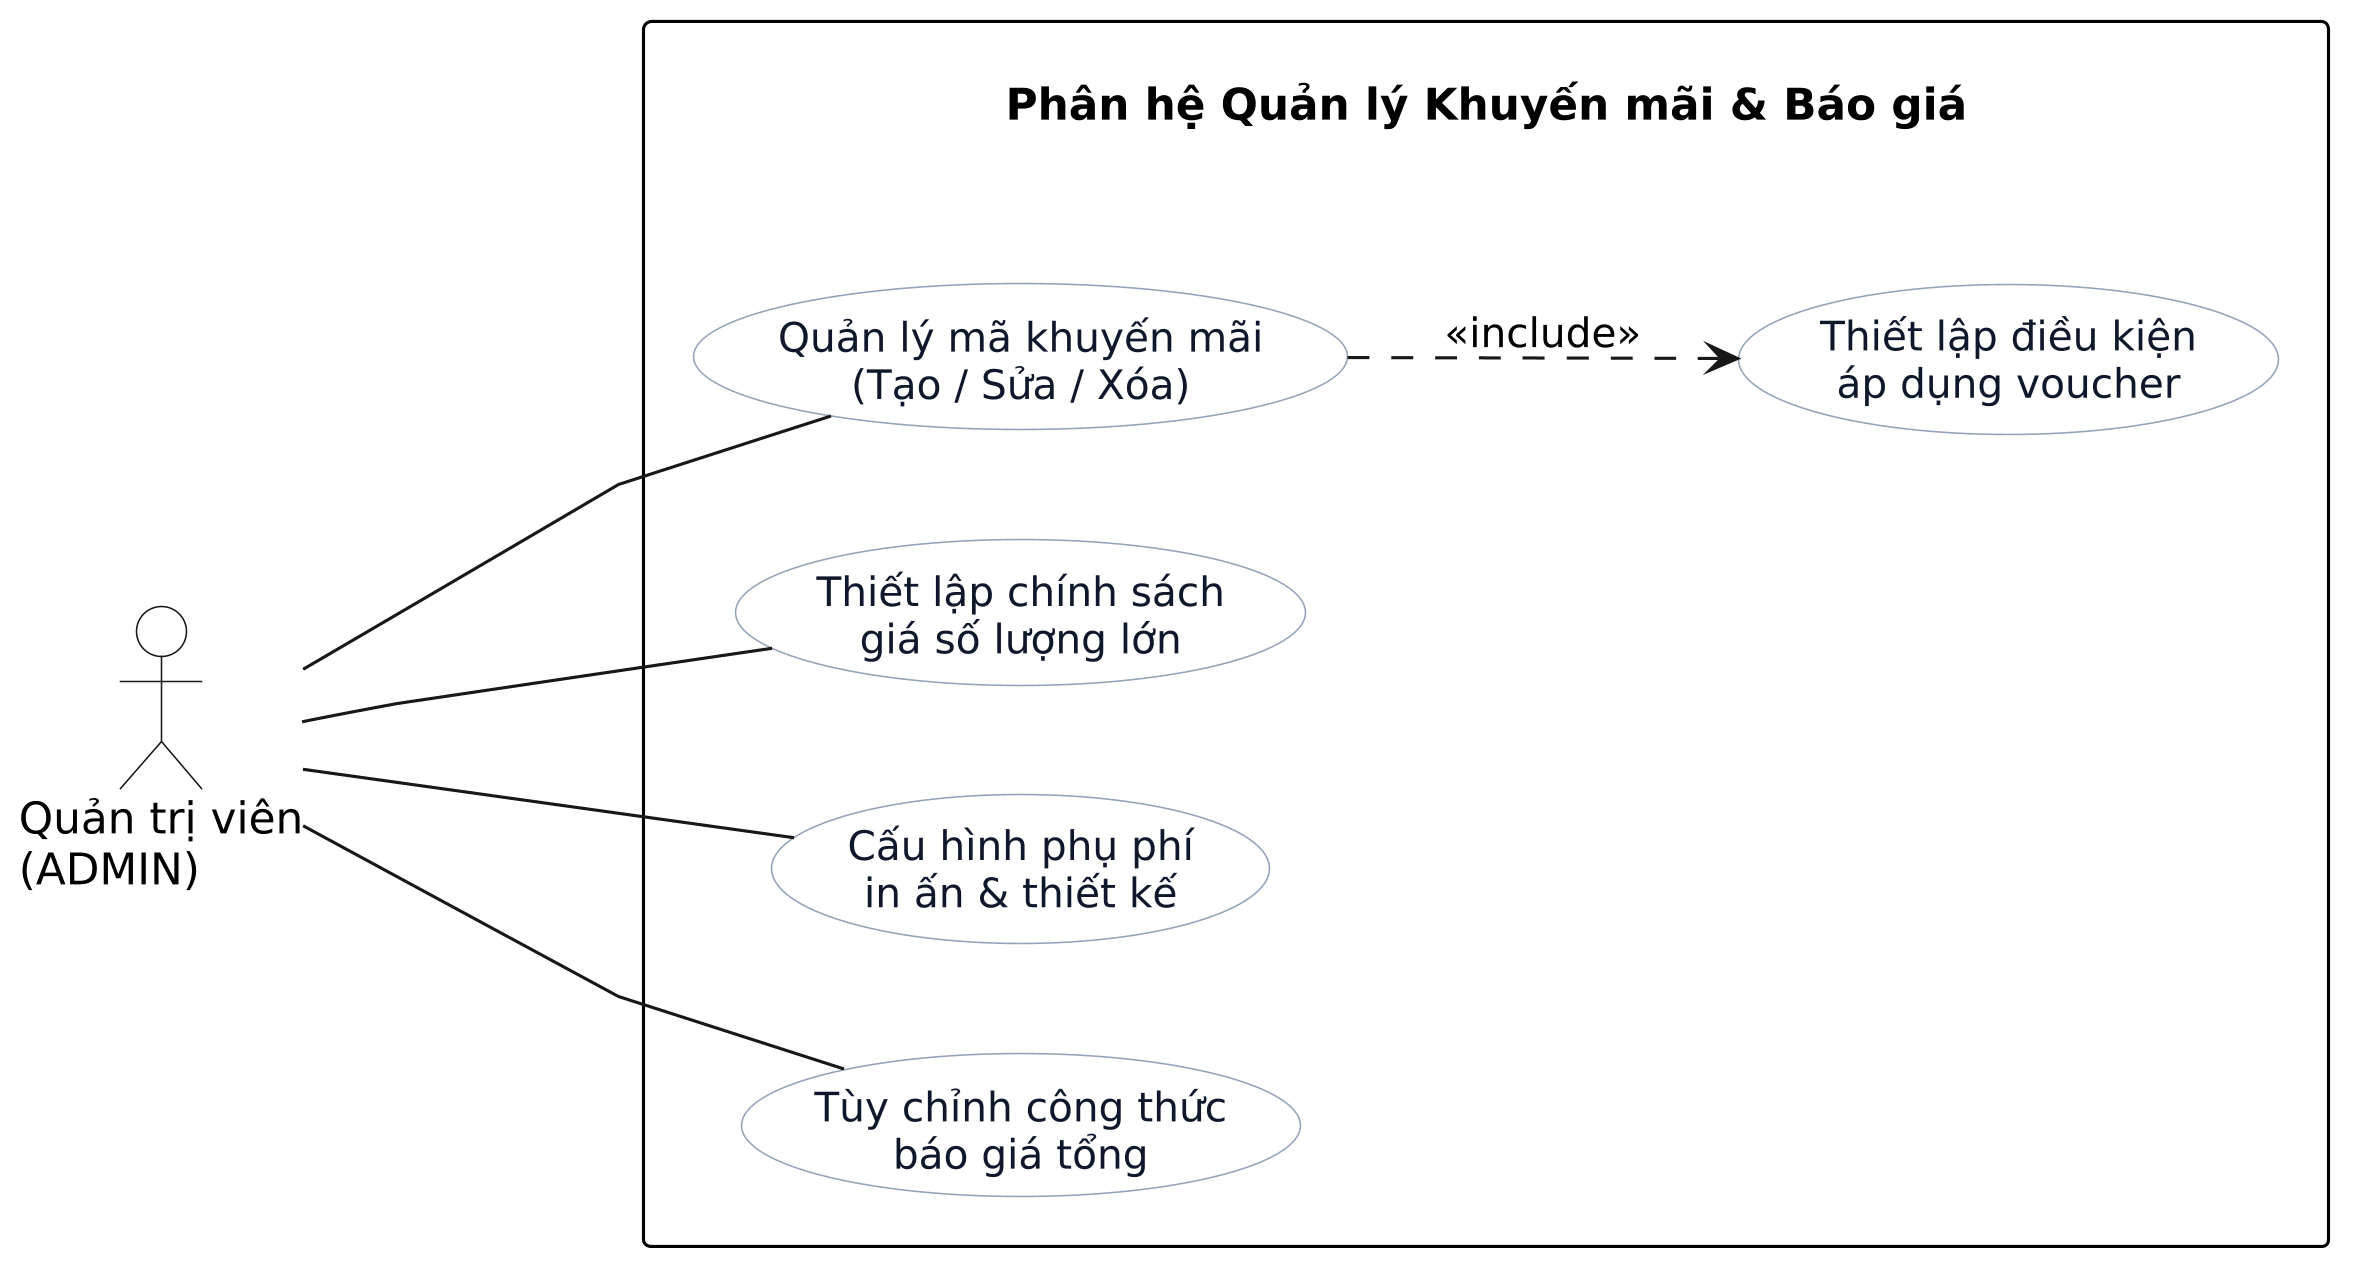 Phân hệ Quản lý Khuyến mãi & Báo giá
Quản lý mã khuyến mãi
(Tạo / Sửa / Xóa)
«include»
Thiết lập điều kiện
áp dụng voucher
Thiết lập chính sách
giá số lượng lớn
Quản trị viên
(ADMIN)
Cấu hình phụ phí
in ấn & thiết kế
Tùy chỉnh công thức
báo giá tổng